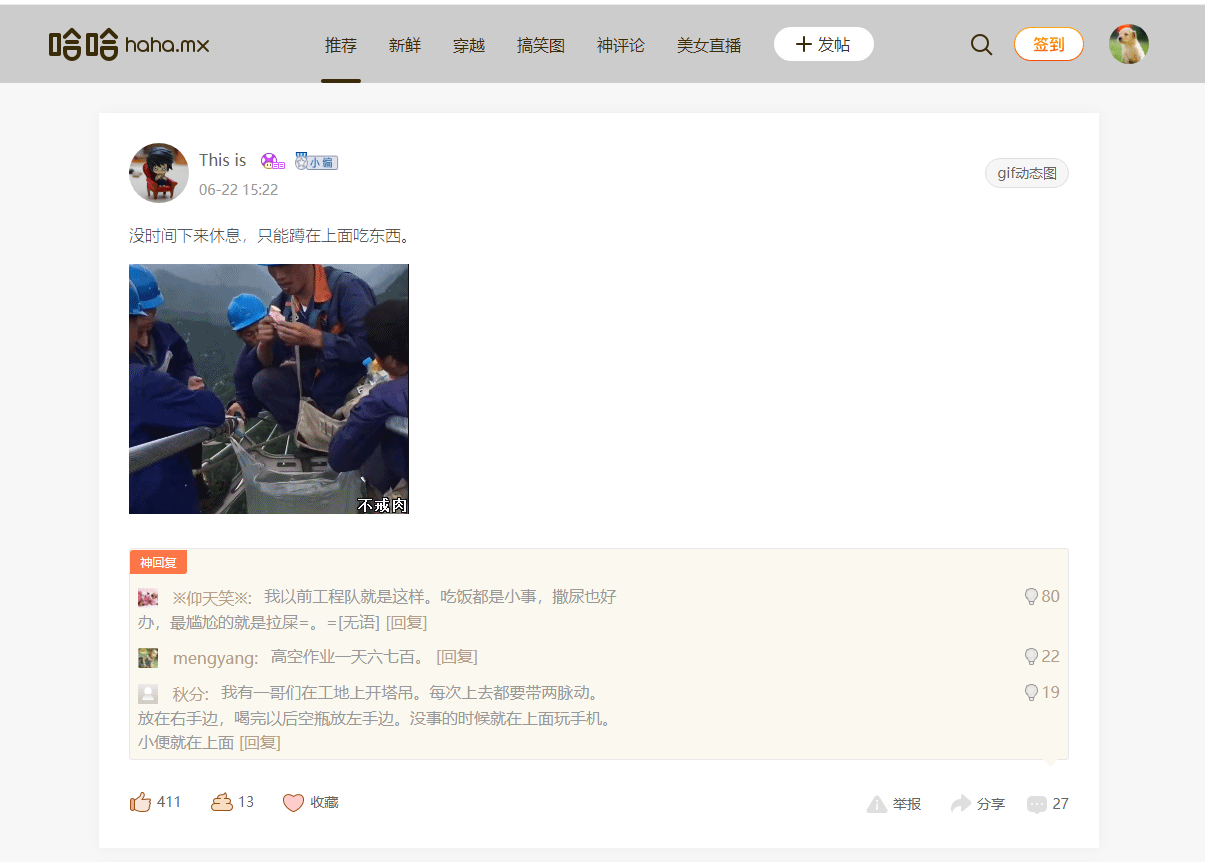 哈哈 haha.mx 推荐 新鲜 穿越 搞笑图 神评论 美女直播 发帖 签到
This is 小编
gif动态图
06-22 15:22
没时间下来休息，只能蹲在上面吃东西。
不戒肉
神回复
※仰天笑※: 我以前工程队就是这样。吃饭都是小事，撒尿也好 80
办，最尴尬的就是拉屎=。=[无语] [回复]
mengyang: 高空作业一天六七百。 [回复] 22
秋分: 我有一哥们在工地上开塔吊。每次上去都要带两脉动。 19
放在右手边，喝完以后空瓶放左手边。没事的时候就在上面玩手机。
小便就在上面 [回复]
411 13 收藏 举报 分享 27